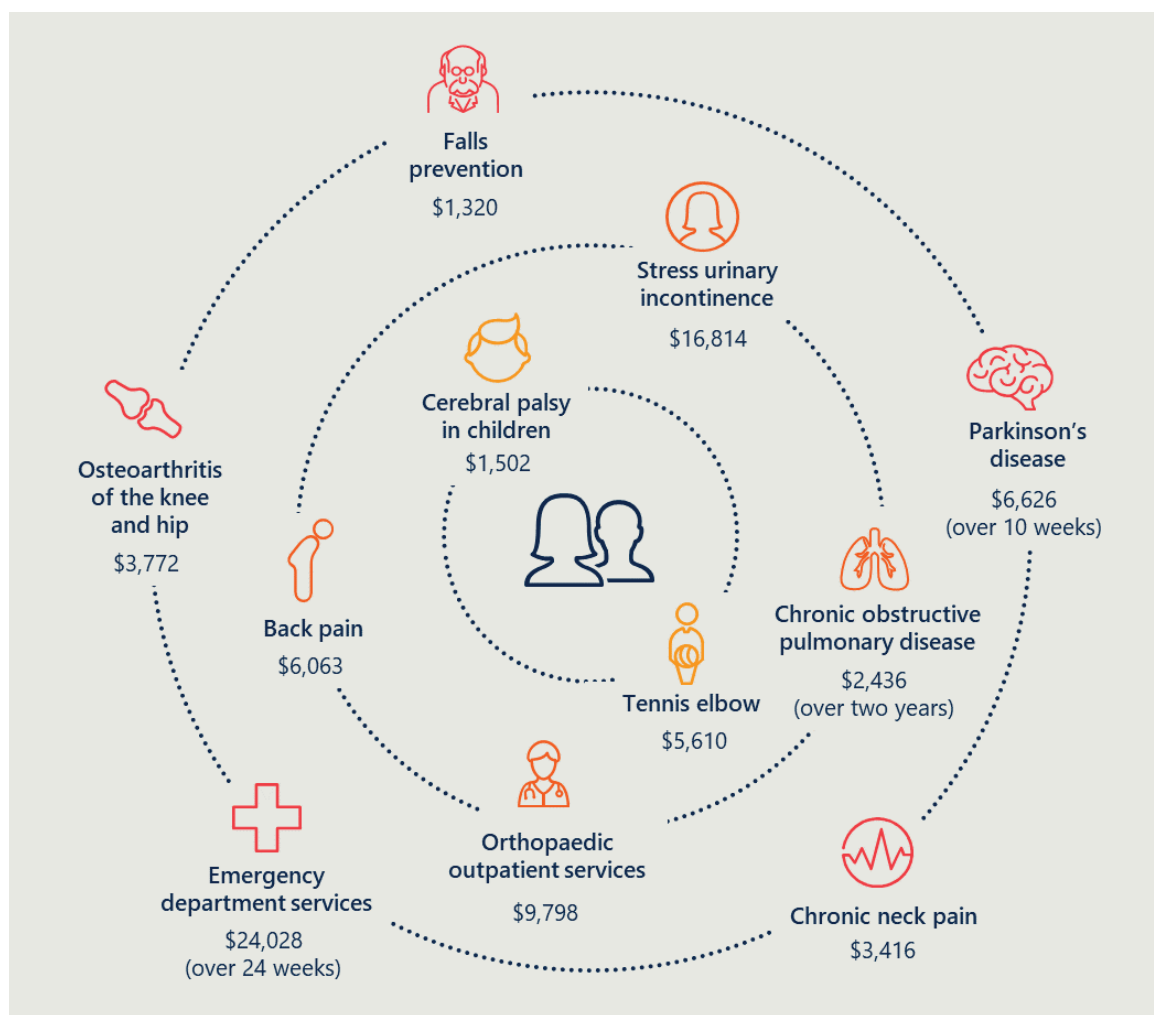 Falls
prevention
$1,320
Stress urinary
incontinence
$16,814
Cerebral palsy
in children
$1,502
Parkinson’s
disease
$6,626
(over 10 weeks)
Osteoarthritis
of the knee
and hip
$3,772
Back pain
$6,063
Chronic obstructive
pulmonary disease
$2,436
(over two years)
Tennis elbow
$5,610
Orthopaedic
outpatient services
$9,798
Emergency
department services
$24,028
(over 24 weeks)
Chronic neck pain
$3,416